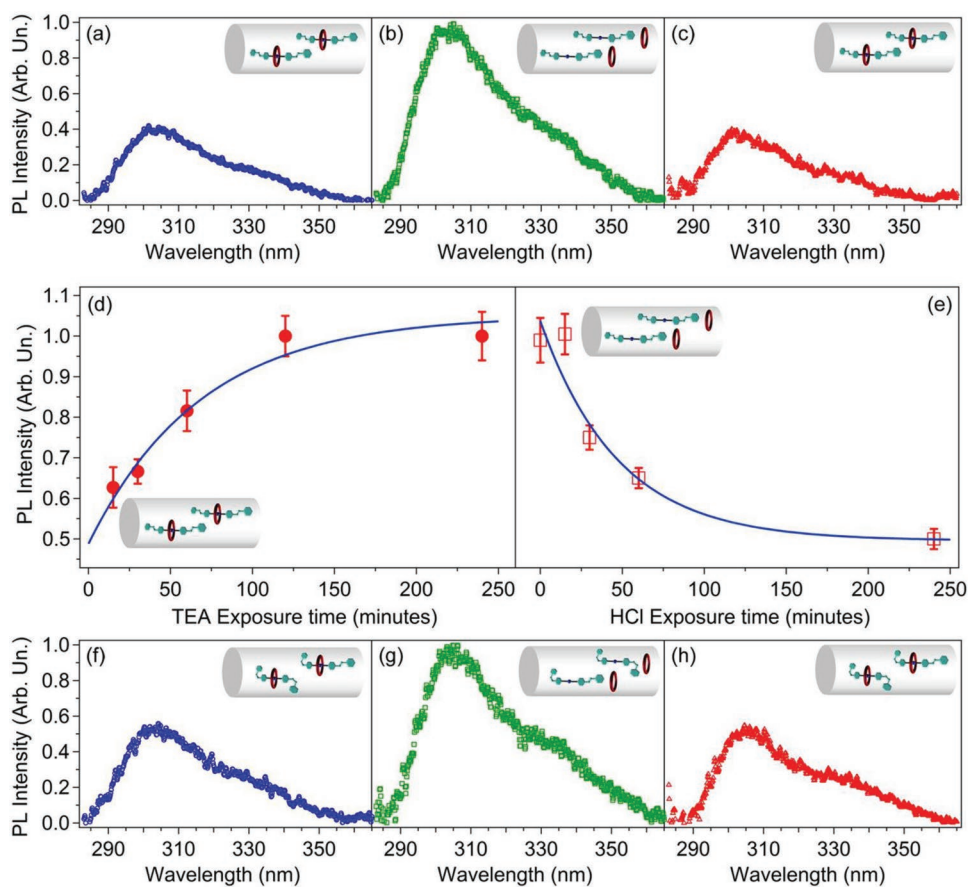 (a) (b) (c)
PL Intensity (Arb. Un.)
1.0
0.8
0.6
0.4
0.2
0.0
290 310 330 350 290 310 330 350 290 310 330 350
Wavelength (nm) Wavelength (nm) Wavelength (nm)
(d) (e)
PL Intensity (Arb. Un.)
1.1
1.0
0.9
0.8
0.7
0.6
0.5
0 50 100 150 200 250 0 50 100 150 200 250
TEA Exposure time (minutes) HCl Exposure time (minutes)
(f) (g) (h)
PL Intensity (Arb. Un.)
1.0
0.8
0.6
0.4
0.2
0.0
290 310 330 350 290 310 330 350 290 310 330 350
Wavelength (nm) Wavelength (nm) Wavelength (nm)